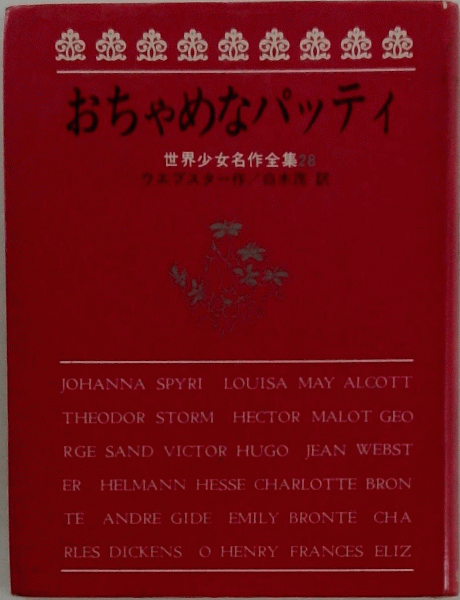 おちゃめなパッティ
世界少女名作全集28
ウエブスター作／白木茂 訳
JOHANNA SPYRI LOUISA MAY ALCOTT
THEODOR STORM HECTOR MALOT GEO
RGE SAND VICTOR HUGO JEAN WEBST
ER HELMANN HESSE CHARLOTTE BRON
TE ANDRE GIDE EMILY BRONTE CHA
RLES DICKENS O HENRY FRANCES ELIZ